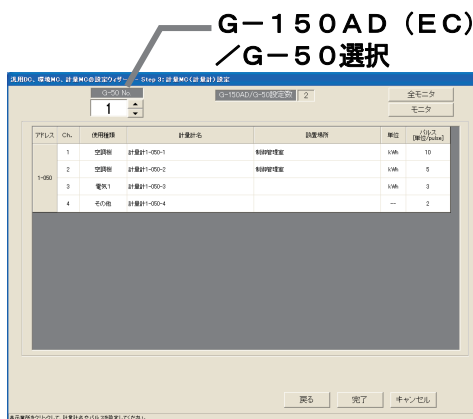 G－150AD（EC）
／G－50選択
汎用DC、環境MC、計量MCの設定ウィザード － Step 3: 計量MC(計量計)設定
G-50 No.
G-150AD/G-50設定数 2
全モニタ
1
モニタ
アドレス Ch. 使用種類 計量計名 設置場所 単位 パルス
[単位/pulse]
1 空調樹 計量計1-050-1 制御管理室 kWh 10
1-050
2 空調樹 計量計1-050-2 制御管理室 kWh 5
3 電気1 計量計1-050-3 kWh 3
4 その他 計量計1-050-4 --- 2
戻る 完了 キャンセル